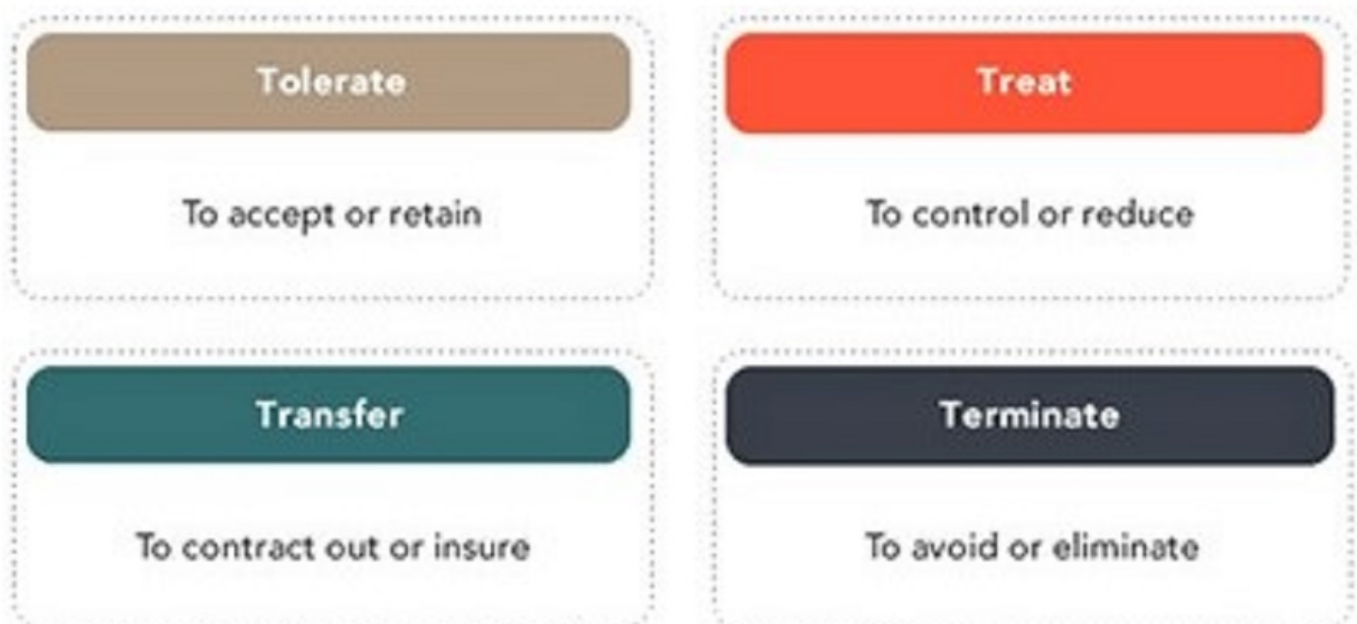 Tolerate
To accept or retain
Treat
To control or reduce
Transfer
To contract out or insure
Terminate
To avoid or eliminate